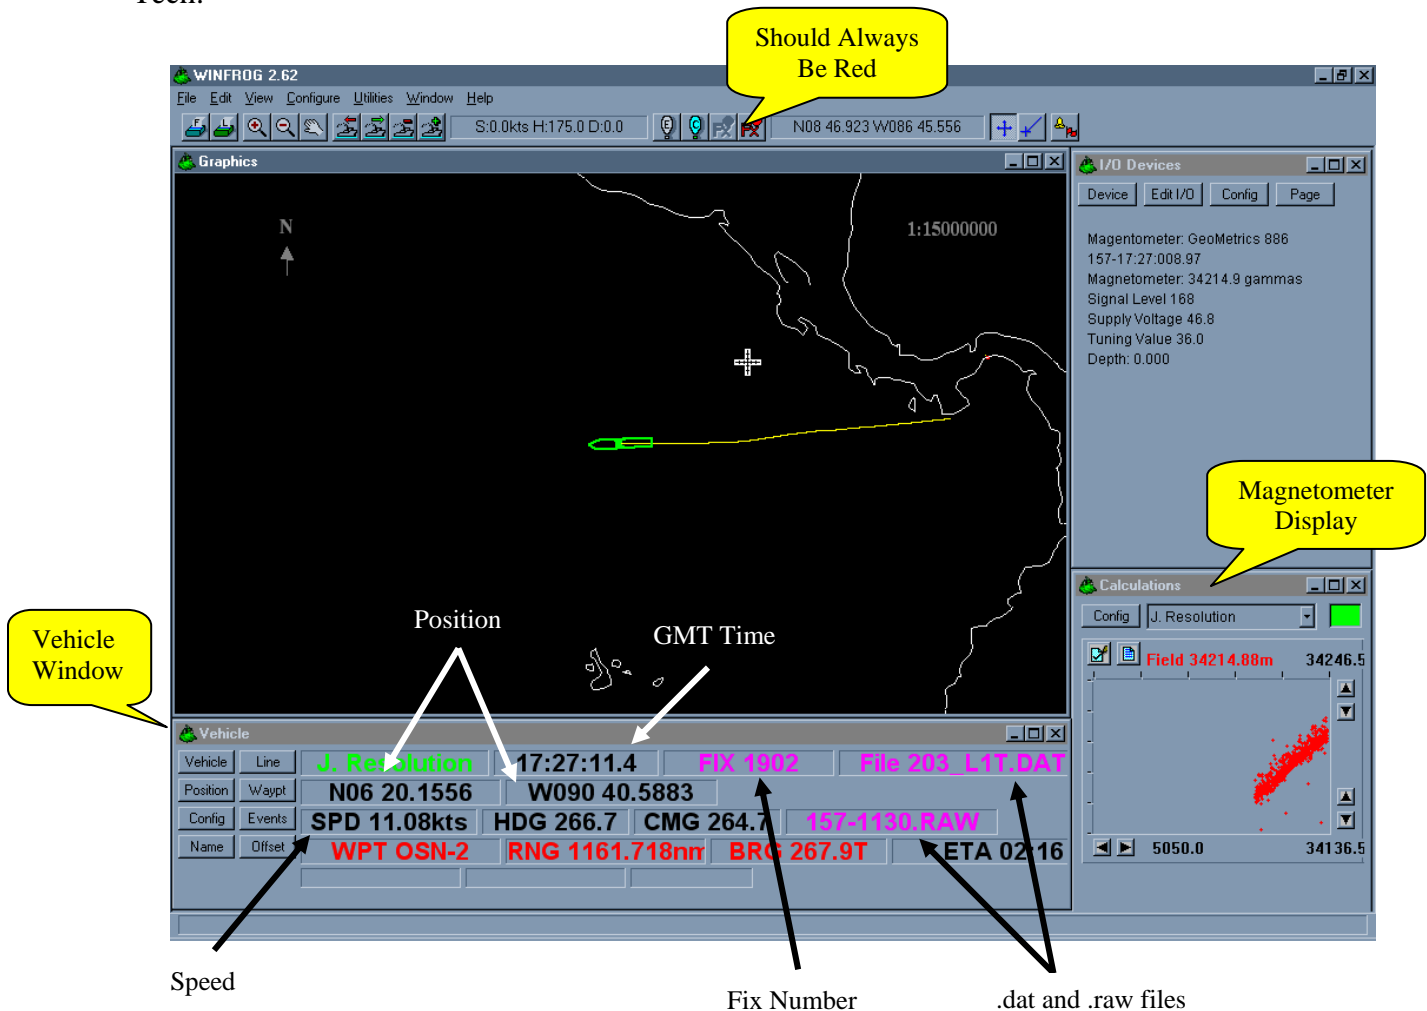 Tech.
Should Always
Be Red
WINFROG 2.62
File Edit View Configure Utilities Window Help
S:0.0kts H:175.0 D:0.0
N08 46.923 W086 45.556
Graphics
N
1:15000000
I/O Devices
Device Edit I/O Config Page
Magentometer: GeoMetrics 886
157-17:27:008.97
Magnetometer: 34214.9 gammas
Signal Level 168
Supply Voltage 46.8
Tuning Value 36.0
Depth: 0.000
Magnetometer
Display
Calculations
Config J. Resolution
Field 34214.88m 34246.5
5050.0 34136.5
Position
GMT Time
Vehicle
Window
Vehicle
Vehicle Line J. Resolution 17:27:11.4 FIX 1902 File 203_L1T.DAT
Position Waypt N06 20.1556 W090 40.5883
Config Events SPD 11.08kts HDG 266.7 CMG 264.7 157-1130.RAW
Name Offset WPT OSN-2 RNG 1161.718nm BRG 267.9T ETA 02:16
Speed
Fix Number
.dat and .raw files